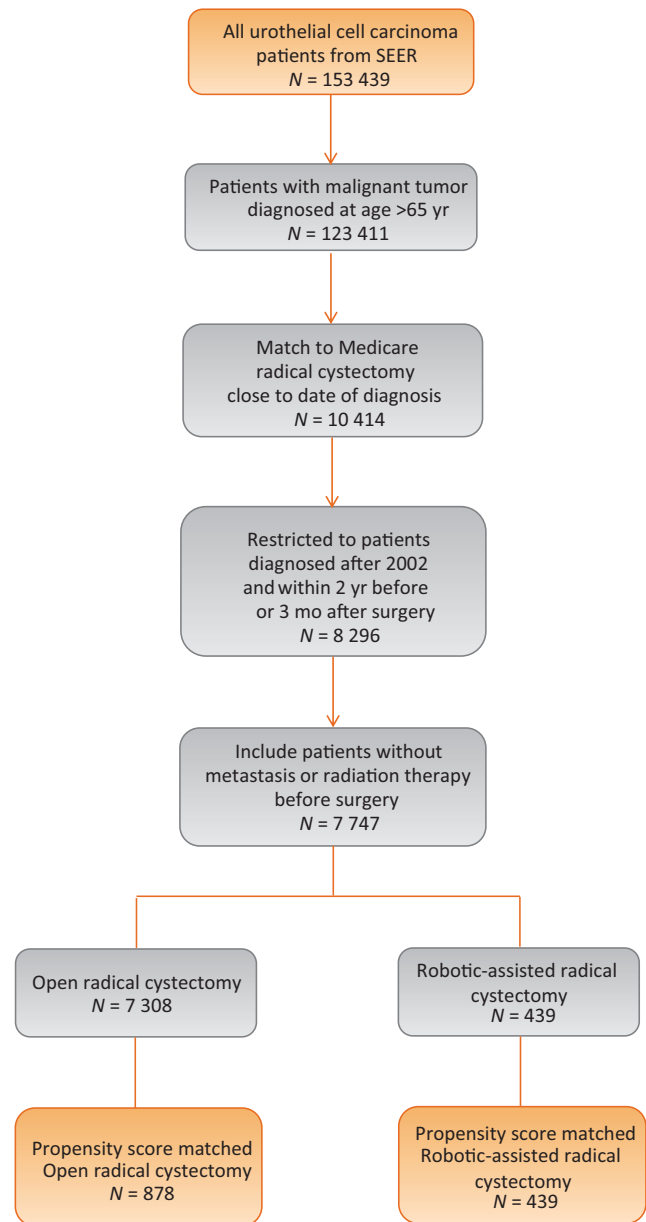 All urothelial cell carcinoma
patients from SEER
N = 153 439
Patients with malignant tumor
diagnosed at age >65 yr
N = 123 411
Match to Medicare
radical cystectomy
close to date of diagnosis
N = 10 414
Restricted to patients
diagnosed after 2002
and within 2 yr before
or 3 mo after surgery
N = 8 296
Include patients without
metastasis or radiation therapy
before surgery
N = 7 747
Open radical cystectomy
N = 7 308
Robotic-assisted radical
cystectomy
N = 439
Propensity score matched
Open radical cystectomy
N = 878
Propensity score matched
Robotic-assisted radical
cystectomy
N = 439